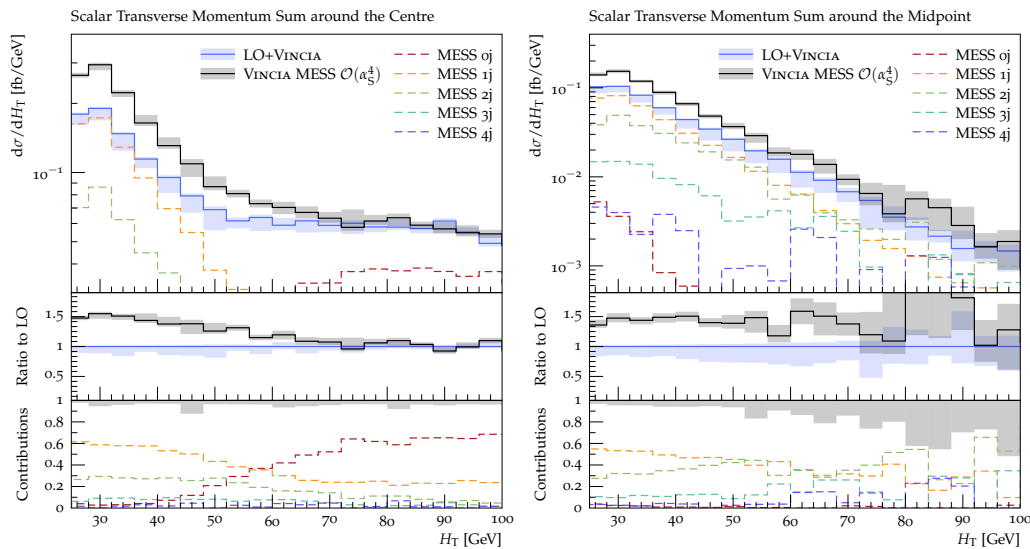 Scalar Transverse Momentum Sum around the Centre
dσ/dH_T [fb/GeV]
10⁻¹
LO+VINCIA
VINCIA MESS O(α_S^4)
MESS 0j
MESS 1j
MESS 2j
MESS 3j
MESS 4j
Ratio to LO
1.5
1
0.5
Contributions
1
0.8
0.6
0.4
0.2
0
30 40 50 60 70 80 90 100
H_T [GeV]
Scalar Transverse Momentum Sum around the Midpoint
dσ/dH_T [fb/GeV]
10⁻¹
10⁻²
10⁻³
LO+VINCIA
VINCIA MESS O(α_S^4)
MESS 0j
MESS 1j
MESS 2j
MESS 3j
MESS 4j
Ratio to LO
1.5
1
0.5
Contributions
1
0.8
0.6
0.4
0.2
0
30 40 50 60 70 80 90 100
H_T [GeV]